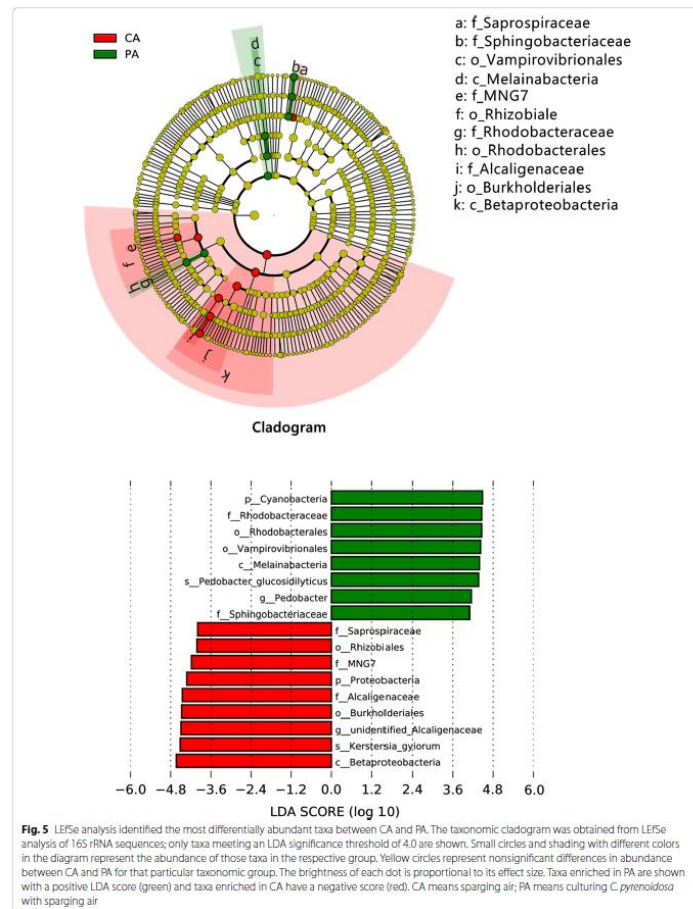 CA
PA
a: f_Saprospiraceae
b: f_Sphingobacteriaceae
c: o_Vampirovibrionales
d: c_Melainabacteria
e: f_MNG7
f: o_Rhizobiale
g: f_Rhodobacteraceae
h: o_Rhodobacterales
i: f_Alcaligenaceae
j: o_Burkholderiales
k: c_Betaproteobacteria
d
c
b a
e
f
g
h
i
j
k
Cladogram
p__Cyanobacteria
f__Rhodobacteraceae
o__Rhodobacterales
o__Vampirovibrionales
c__Melainabacteria
s__Pedobacter_glucosidilyticus
g__Pedobacter
f__Sphingobacteriaceae
f__Saprospiraceae
o__Rhizobiales
f__MNG7
p__Proteobacteria
f__Alcaligenaceae
o__Burkholderiales
g__unidentified_Alcaligenaceae
s__Kerstersia_gyiorum
c__Betaproteobacteria
−6.0 −4.8 −3.6 −2.4 −1.2 0.0 1.2 2.4 3.6 4.8 6.0
LDA SCORE (log 10)
Fig. 5 LEfSe analysis identified the most differentially abundant taxa between CA and PA. The taxonomic cladogram was obtained from LEfSe
analysis of 16S rRNA sequences; only taxa meeting an LDA significance threshold of 4.0 are shown. Small circles and shading with different colors
in the diagram represent the abundance of those taxa in the respective group. Yellow circles represent nonsignificant differences in abundance
between CA and PA for that particular taxonomic group. The brightness of each dot is proportional to its effect size. Taxa enriched in PA are shown
with a positive LDA score (green) and taxa enriched in CA have a negative score (red). CA means sparging air; PA means culturing C. pyrenoidosa
with sparging air